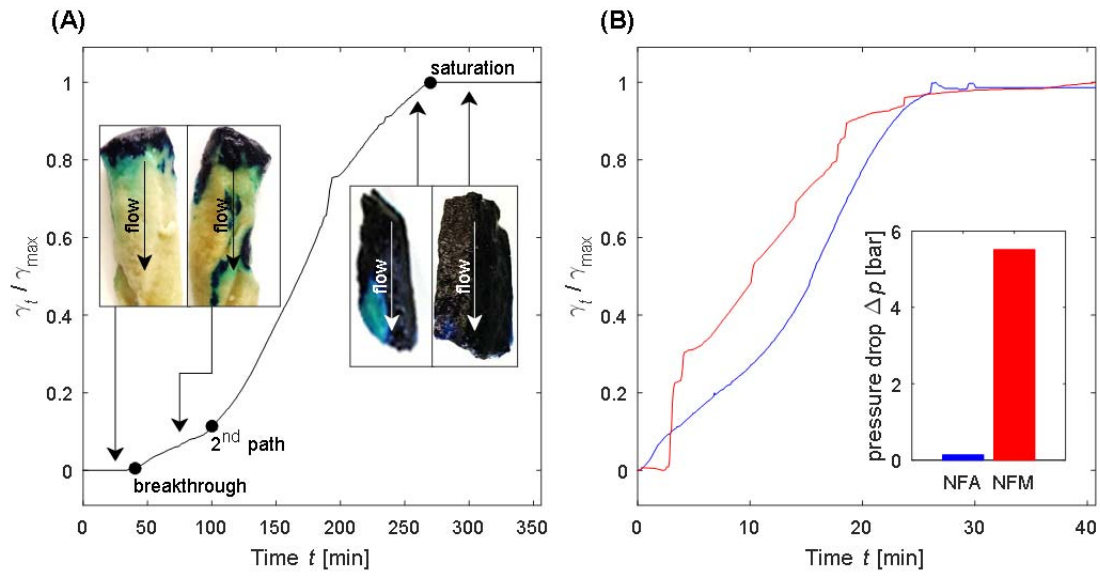 (A)
γt / γmax
1
0.8
0.6
0.4
0.2
0
0
50
100
150
200
250
300
350
Time t [min]
flow
flow
flow
flow
saturation
2nd path
breakthrough
(B)
γt / γmax
1
0.8
0.6
0.4
0.2
0
0
10
20
30
40
Time t [min]
pressure drop Δp [bar]
6
4
2
0
NFA NFM